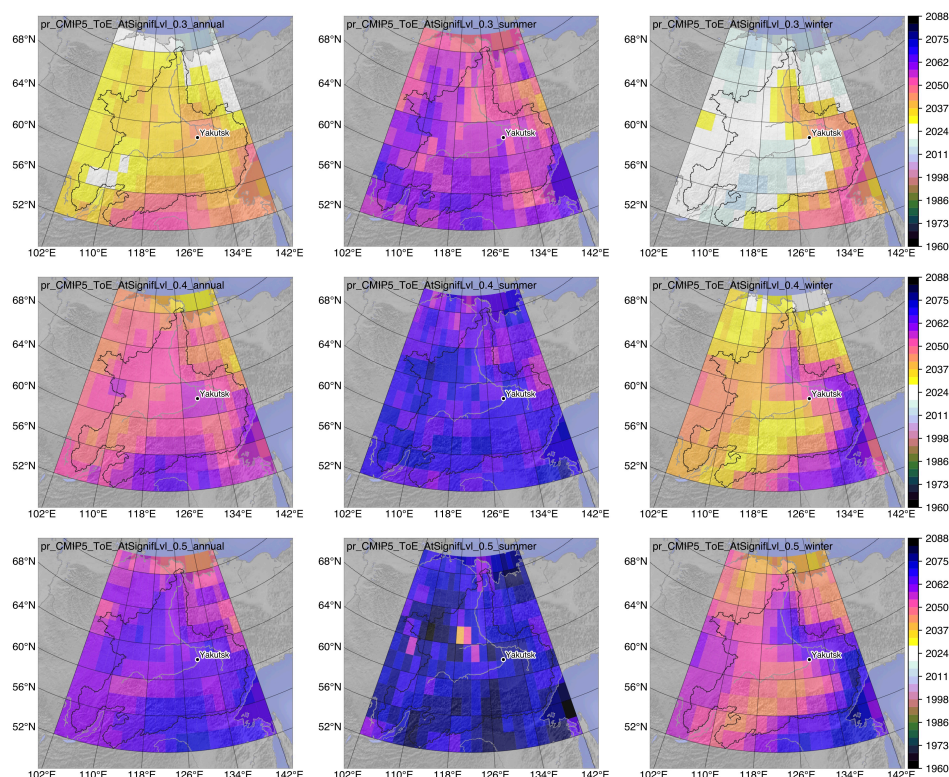 pr_CMIP5_ToE_AtSignifLvl_0.3_annual
68°N
64°N
60°N
56°N
52°N
Yakutsk
102°E 110°E 118°E 126°E 134°E 142°E
pr_CMIP5_ToE_AtSignifLvl_0.3_summer
68°N
64°N
60°N
56°N
52°N
Yakutsk
102°E 110°E 118°E 126°E 134°E 142°E
pr_CMIP5_ToE_AtSignifLvl_0.3_winter
68°N
64°N
60°N
56°N
52°N
Yakutsk
102°E 110°E 118°E 126°E 134°E 142°E
2088
2075
2062
2050
2037
2024
2011
1998
1986
1973
1960
pr_CMIP5_ToE_AtSignifLvl_0.4_annual
68°N
64°N
60°N
56°N
52°N
Yakutsk
102°E 110°E 118°E 126°E 134°E 142°E
pr_CMIP5_ToE_AtSignifLvl_0.4_summer
68°N
64°N
60°N
56°N
52°N
Yakutsk
102°E 110°E 118°E 126°E 134°E 142°E
pr_CMIP5_ToE_AtSignifLvl_0.4_winter
68°N
64°N
60°N
56°N
52°N
Yakutsk
102°E 110°E 118°E 126°E 134°E 142°E
2088
2075
2062
2050
2037
2024
2011
1998
1986
1973
1960
pr_CMIP5_ToE_AtSignifLvl_0.5_annual
68°N
64°N
60°N
56°N
52°N
Yakutsk
102°E 110°E 118°E 126°E 134°E 142°E
pr_CMIP5_ToE_AtSignifLvl_0.5_summer
68°N
64°N
60°N
56°N
52°N
Yakutsk
102°E 110°E 118°E 126°E 134°E 142°E
pr_CMIP5_ToE_AtSignifLvl_0.5_winter
68°N
64°N
60°N
56°N
52°N
Yakutsk
102°E 110°E 118°E 126°E 134°E 142°E
2088
2075
2062
2050
2037
2024
2011
1998
1986
1973
1960